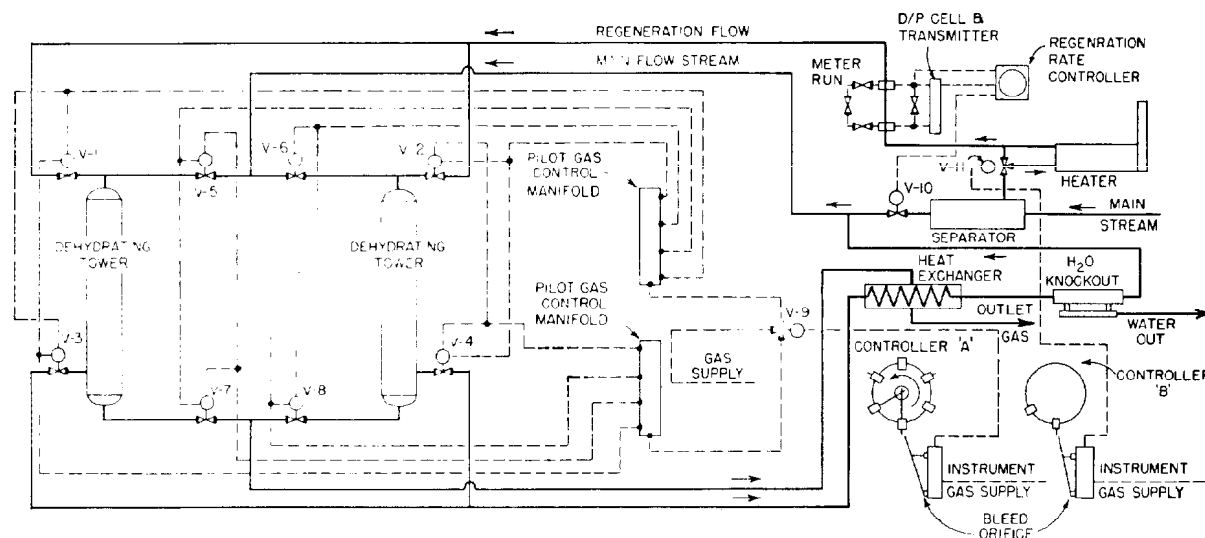 REGENERATION FLOW
MAIN FLOW STREAM
D/P CELL &
TRANSMITTER
METER
RUN
REGENRATION
RATE
CONTROLLER
V-1
V-5
V-6
V-2
PILOT GAS
CONTROL
MANIFOLD
V-11
V-10
HEATER
MAIN
STREAM
SEPARATOR
DEHYDRATING
TOWER
DEHYDRATING
TOWER
HEAT
EXCHANGER
H2O
KNOCKOUT
PILOT GAS
CONTROL
MANIFOLD
V-9
OUTLET
GAS
WATER
OUT
V-3
V-4
GAS
SUPPLY
CONTROLLER 'A'
CONTROLLER
'B'
V-7
V-8
INSTRUMENT
GAS SUPPLY
INSTRUMENT
GAS SUPPLY
BLEED
ORIFICE